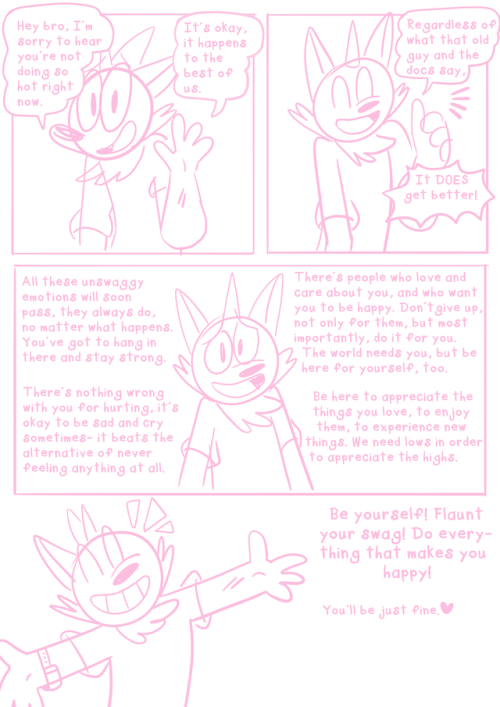 Hey bro, I'm
sorry to hear
you're not
doing so
hot right
now.
It's okay,
it happens
to the
best of
us.
Regardless of
what that old
guy and the
docs say,
It DOES
get better!
All these unswaggy
emotions will soon
pass, they always do,
no matter what happens.
You've got to hang in
there and stay strong.
There's nothing wrong
with you for hurting, it's
okay to be sad and cry
sometimes- it beats the
alternative of never
feeling anything at all.
There's people who love and
care about you, and who want
you to be happy. Don'tgive up,
not only for them, but most
importantly, do it for you.
The world needs you, but be
here for yourself, too.
Be here to appreciate the
things you love, to enjoy
them, to experience new
things. We need lows in order
to appreciate the highs.
Be yourself! Flaunt
your swag! Do every-
thing that makes you
happy!
You'll be just fine.